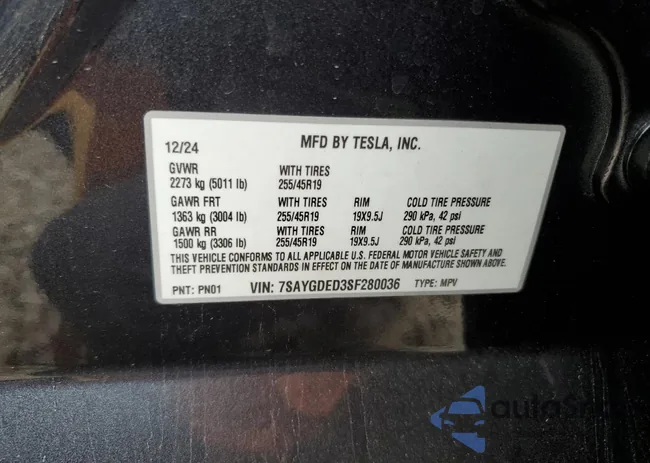 12/24 MFD BY TESLA, INC.
GVWR WITH TIRES
2273 kg (5011 lb) 255/45R19
GAWR FRT WITH TIRES RIM COLD TIRE PRESSURE
1363 kg (3004 lb) 255/45R19 19X9.5J 290 kPa, 42 psi
GAWR RR WITH TIRES RIM COLD TIRE PRESSURE
1500 kg (3306 lb) 255/45R19 19X9.5J 290 kPa, 42 psi
THIS VEHICLE CONFORMS TO ALL APPLICABLE U.S. FEDERAL MOTOR VEHICLE SAFETY AND
THEFT PREVENTION STANDARDS IN EFFECT ON THE DATE OF MANUFACTURE SHOWN ABOVE.
PNT: PN01 VIN: 7SAYGDED3SF280036 TYPE: MPV